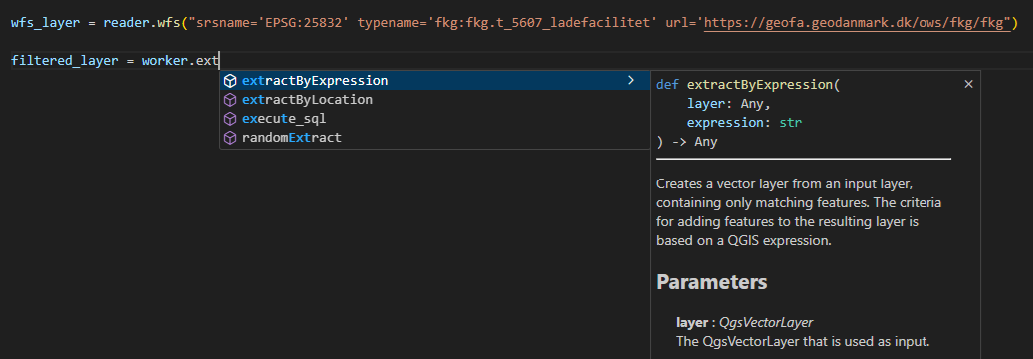 wfs_layer = reader.wfs("srsname='EPSG:25832' typename='fkg:fkg.t_5607_ladefacilitet' url='https://geofa.geodanmark.dk/ows/fkg/fkg")
filtered_layer = worker.ext
extractByExpression
extractByLocation
execute_sql
randomExtract
def extractByExpression(
layer: Any,
expression: str
) -> Any
Creates a vector layer from an input layer,
containing only matching features. The criteria
for adding features to the resulting layer is
based on a QGIS expression.
Parameters
layer : QgsVectorLayer
The QgsVectorLayer that is used as input.